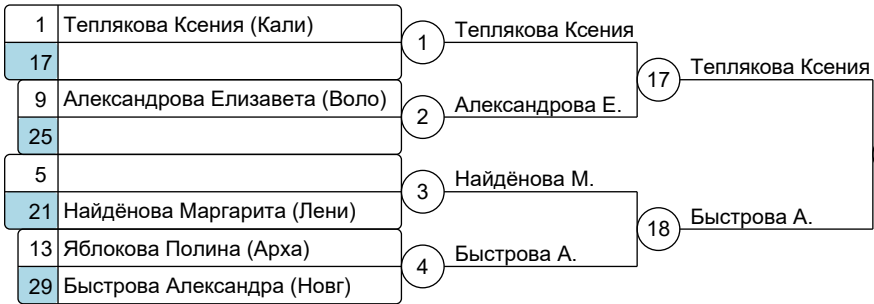 1 Теплякова Ксения (Кали)
17
9 Александрова Елизавета (Воло)
25
5
21 Найдёнова Маргарита (Лени)
13 Яблокова Полина (Арха)
29 Быстрова Александра (Новг)
1 Теплякова Ксения
2 Александрова Е.
3 Найдёнова М.
4 Быстрова А.
17 Теплякова Ксения
18 Быстрова А.